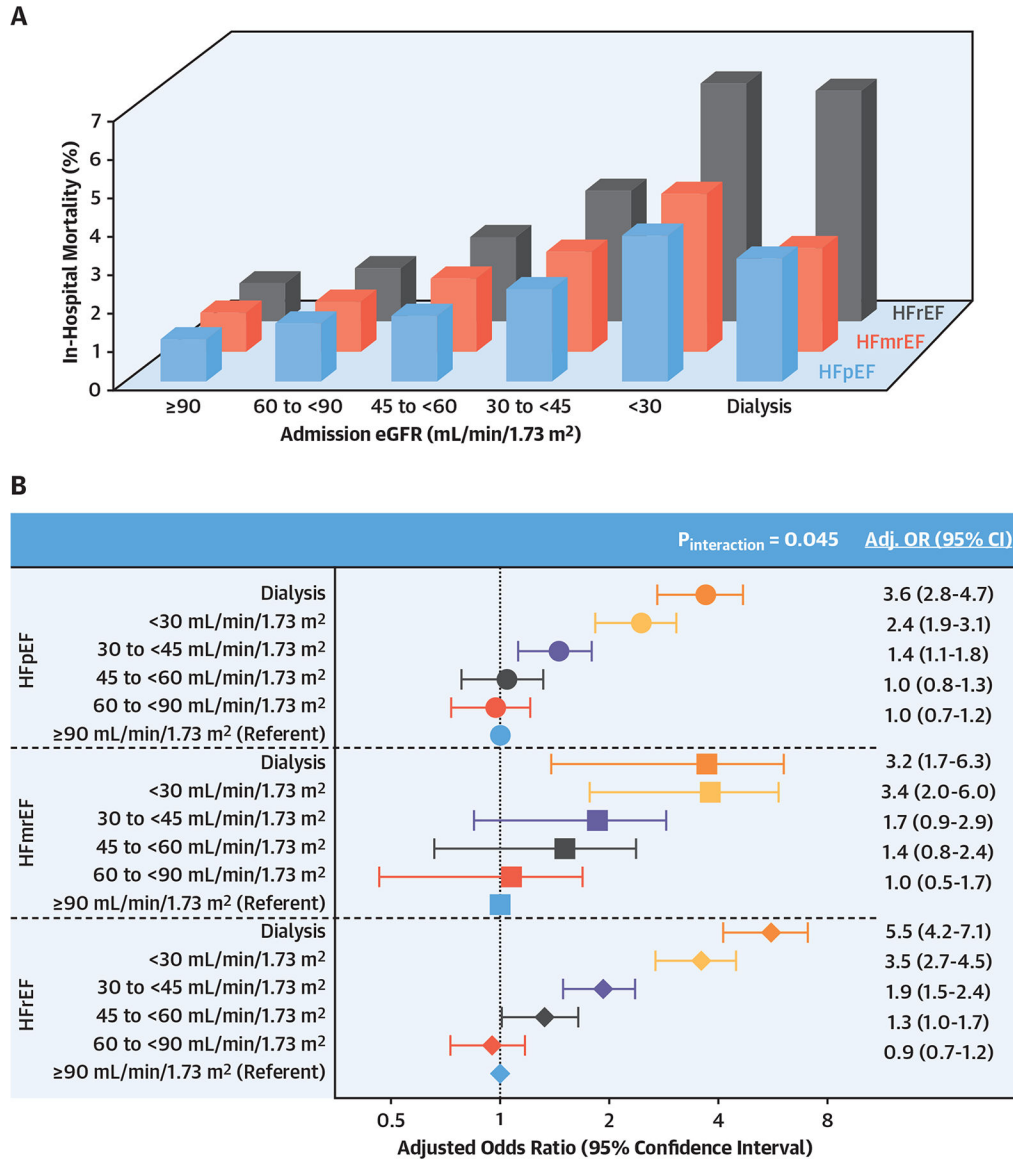 A
7
6
5
4
3
2
1
0
In-Hospital Mortality (%)
HFrEF
HFmrEF
HFpEF
≥90 60 to <90 45 to <60 30 to <45 <30 Dialysis
Admission eGFR (mL/min/1.73 m²)
B
Pinteraction = 0.045 Adj. OR (95% CI)
HFpEF
Dialysis 3.6 (2.8-4.7)
<30 mL/min/1.73 m² 2.4 (1.9-3.1)
30 to <45 mL/min/1.73 m² 1.4 (1.1-1.8)
45 to <60 mL/min/1.73 m² 1.0 (0.8-1.3)
60 to <90 mL/min/1.73 m² 1.0 (0.7-1.2)
≥90 mL/min/1.73 m² (Referent)
HFmrEF
Dialysis 3.2 (1.7-6.3)
<30 mL/min/1.73 m² 3.4 (2.0-6.0)
30 to <45 mL/min/1.73 m² 1.7 (0.9-2.9)
45 to <60 mL/min/1.73 m² 1.4 (0.8-2.4)
60 to <90 mL/min/1.73 m² 1.0 (0.5-1.7)
≥90 mL/min/1.73 m² (Referent)
HFrEF
Dialysis 5.5 (4.2-7.1)
<30 mL/min/1.73 m² 3.5 (2.7-4.5)
30 to <45 mL/min/1.73 m² 1.9 (1.5-2.4)
45 to <60 mL/min/1.73 m² 1.3 (1.0-1.7)
60 to <90 mL/min/1.73 m² 0.9 (0.7-1.2)
≥90 mL/min/1.73 m² (Referent)
0.5 1 2 4 8
Adjusted Odds Ratio (95% Confidence Interval)